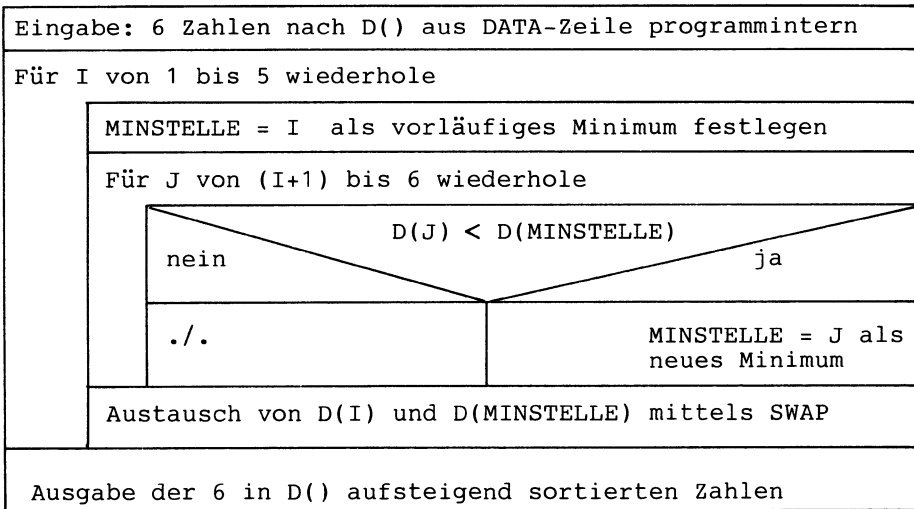 Eingabe: 6 Zahlen nach D() aus DATA-Zeile programmintern
Für I von 1 bis 5 wiederhole
MINSTELLE = I als vorläufiges Minimum festlegen
Für J von (I+1) bis 6 wiederhole
D(J) < D(MINSTELLE)
nein
ja
./.
MINSTELLE = J als
neues Minimum
Austausch von D(I) und D(MINSTELLE) mittels SWAP
Ausgabe der 6 in D() aufsteigend sortierten Zahlen